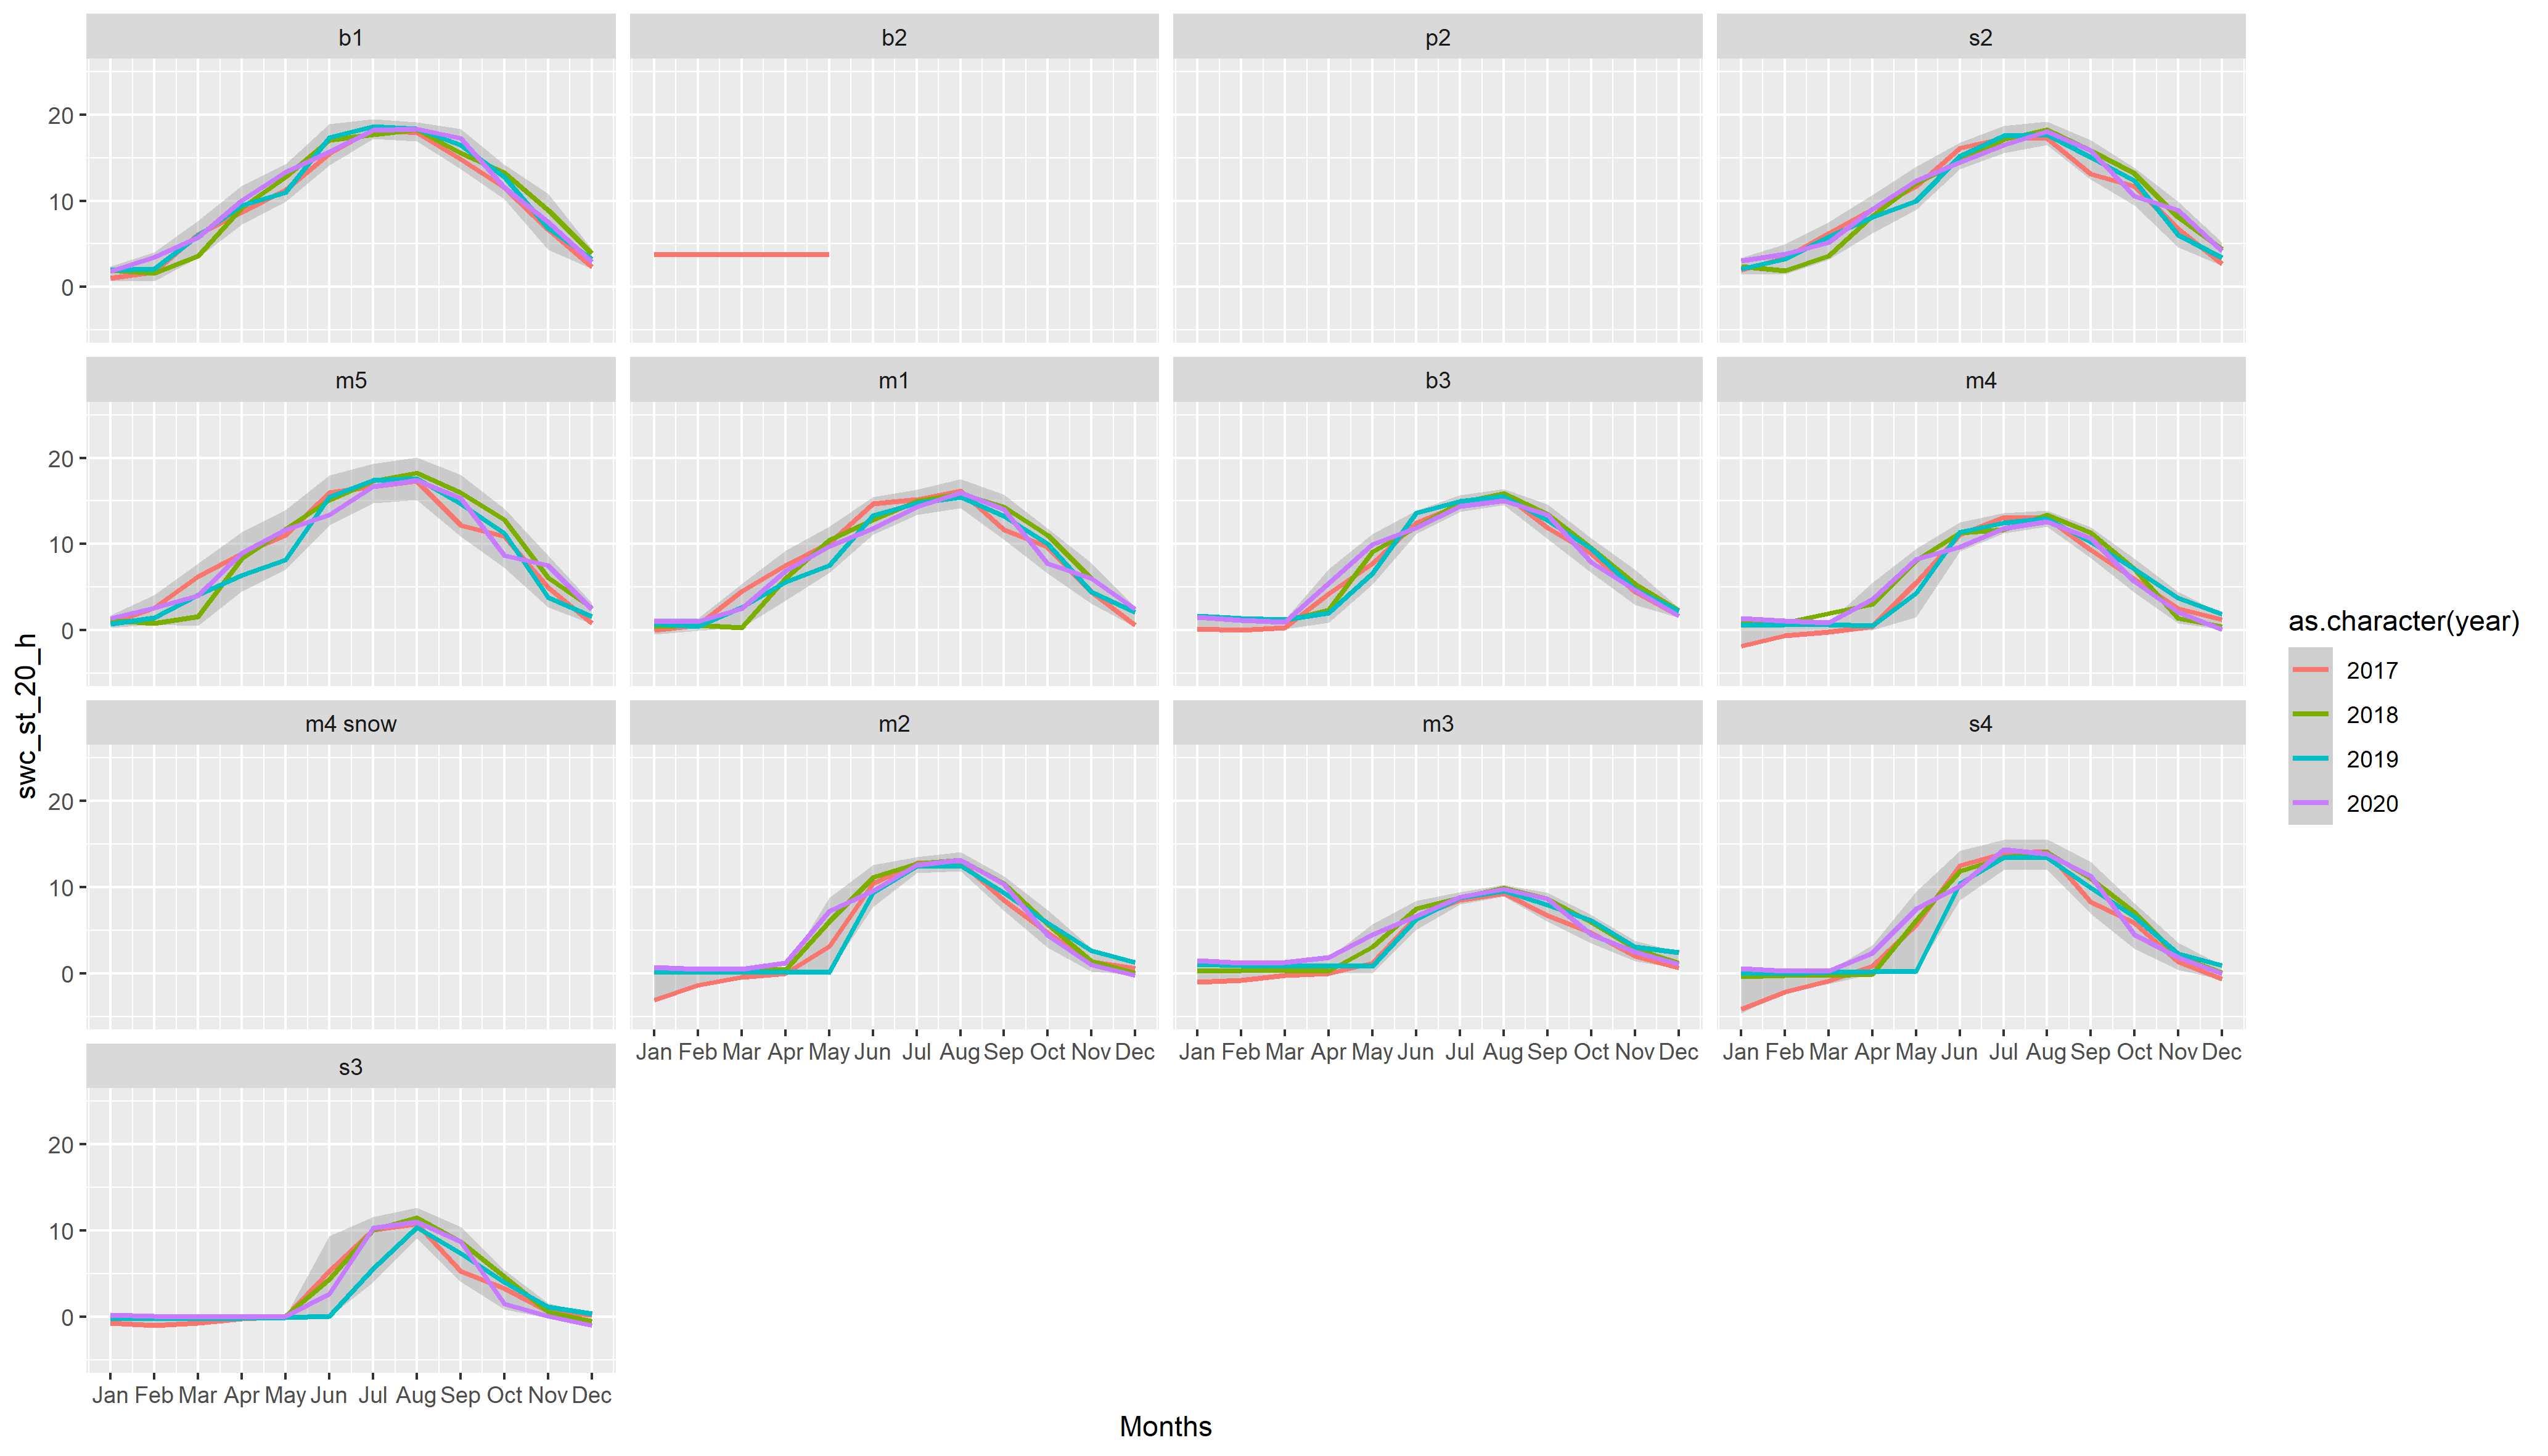 b1 b2 p2 s2
20
10
0
m5 m1 b3 m4
20
10
0
m4 snow m2 m3 s4
20
10
0
Jan Feb Mar Apr May Jun Jul Aug Sep Oct Nov Dec Jan Feb Mar Apr May Jun Jul Aug Sep Oct Nov Dec Jan Feb Mar Apr May Jun Jul Aug Sep Oct Nov Dec
s3
20
10
0
Jan Feb Mar Apr May Jun Jul Aug Sep Oct Nov Dec
Months
swc_st_20_h
as.character(year)
2017
2018
2019
2020